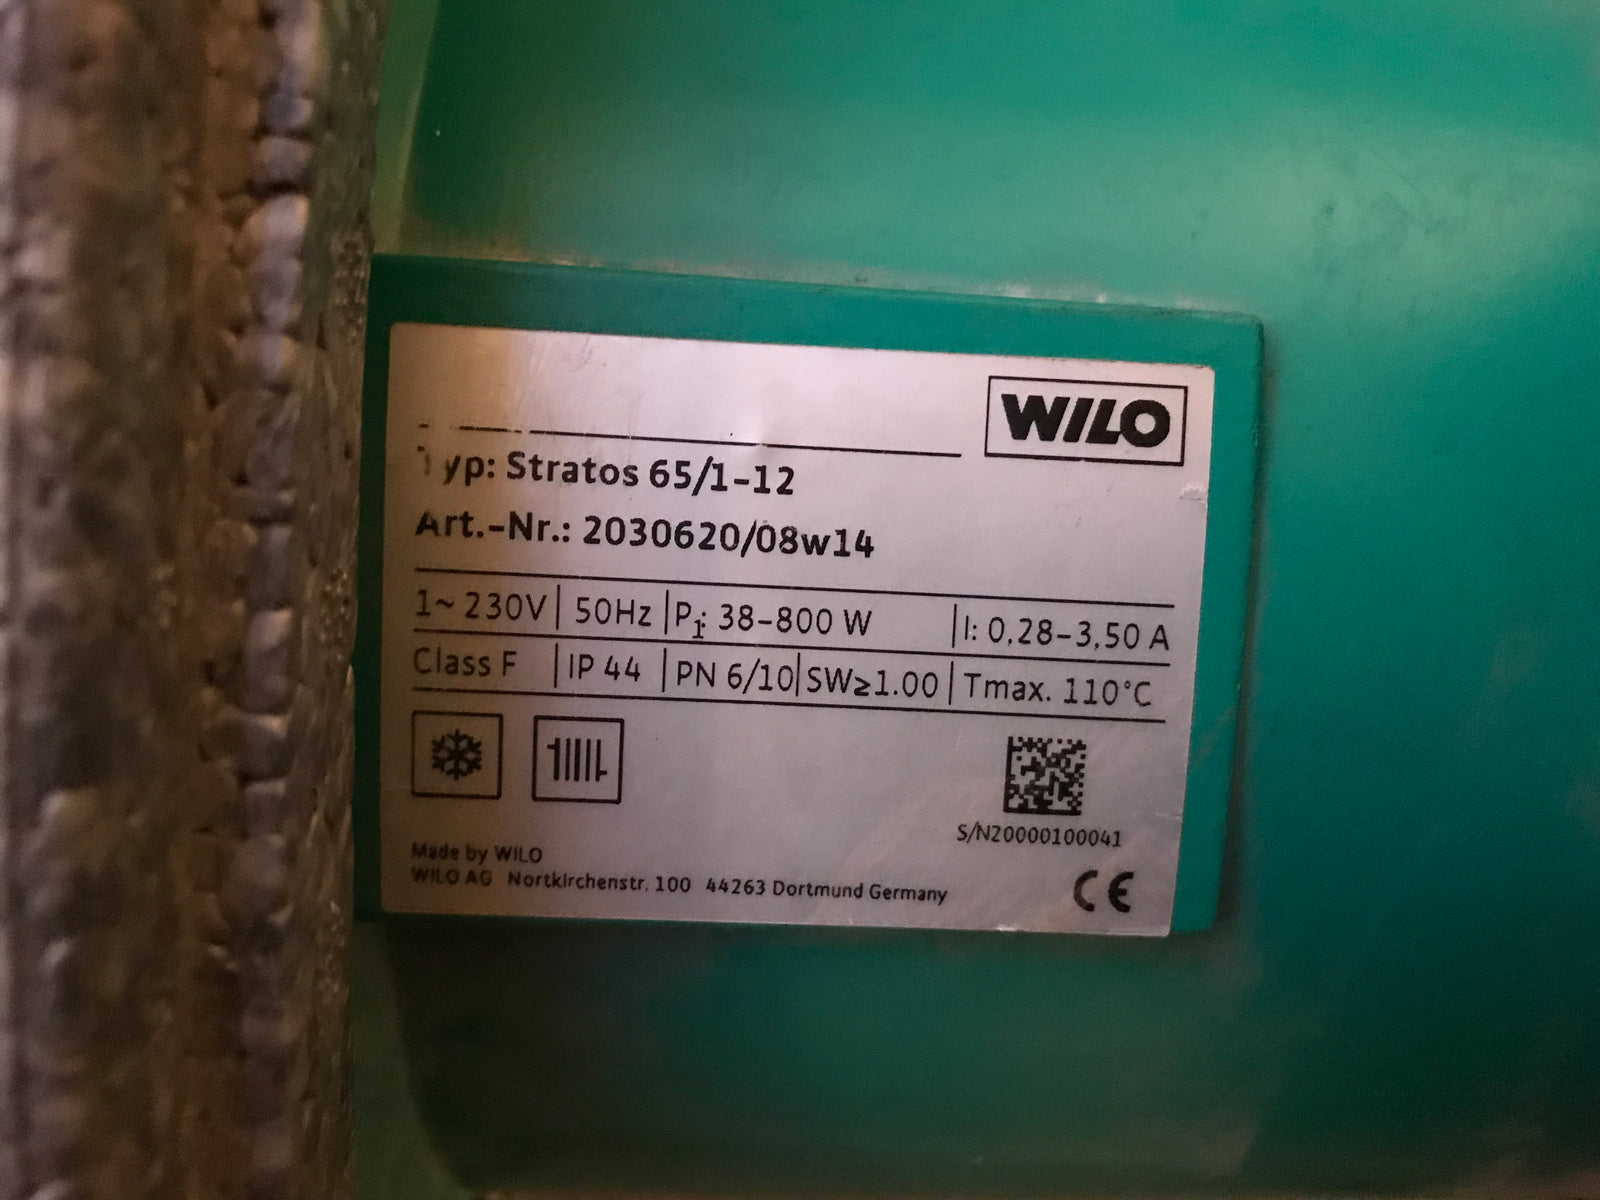 WILO
Typ: Stratos 65/1-12
Art.-Nr.: 2030620/08w14
1~ 230V | 50Hz | P1: 38-800 W | I: 0,28-3,50 A
Class F | IP 44 | PN 6/10 | SW≥1.00 | Tmax. 110°C
S/N20000100041
Made by WILO
WILO AG Nortkirchenstr. 100 44263 Dortmund Germany
CE